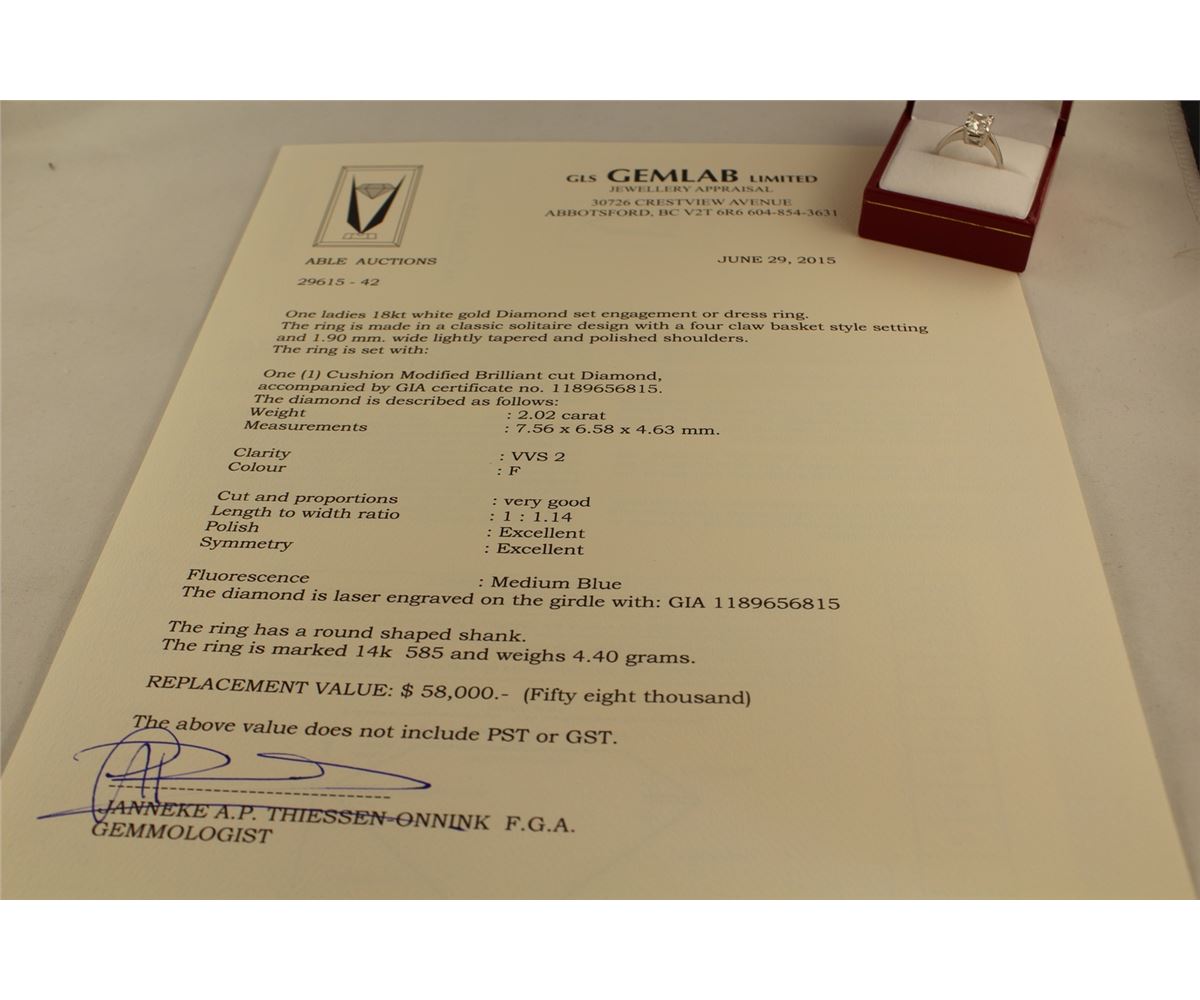 GLS GEMLAB LIMITED
JEWELLERY APPRAISAL
30726 CRESTVIEW AVENUE
ABBOTSFORD, BC V2T 6R6 604-854-3631
ABLE AUCTIONS
JUNE 29, 2015
29615 - 42
One ladies 18kt white gold Diamond set engagement or dress ring.
The ring is made in a classic solitaire design with a four claw basket style setting
and 1.90 mm. wide lightly tapered and polished shoulders.
The ring is set with:
One (1) Cushion Modified Brilliant cut Diamond,
accompanied by GIA certificate no. 1189656815.
The diamond is described as follows:
Weight : 2.02 carat
Measurements : 7.56 x 6.58 x 4.63 mm.
Clarity : VVS 2
Colour : F
Cut and proportions : very good
Length to width ratio : 1 : 1.14
Polish : Excellent
Symmetry : Excellent
Fluorescence : Medium Blue
The diamond is laser engraved on the girdle with: GIA 1189656815
The ring has a round shaped shank.
The ring is marked 14k 585 and weighs 4.40 grams.
REPLACEMENT VALUE: $ 58,000.- (Fifty eight thousand)
The above value does not include PST or GST.
JANNEKE A.P. THIESSEN-ONNINK F.G.A.
GEMMOLOGIST